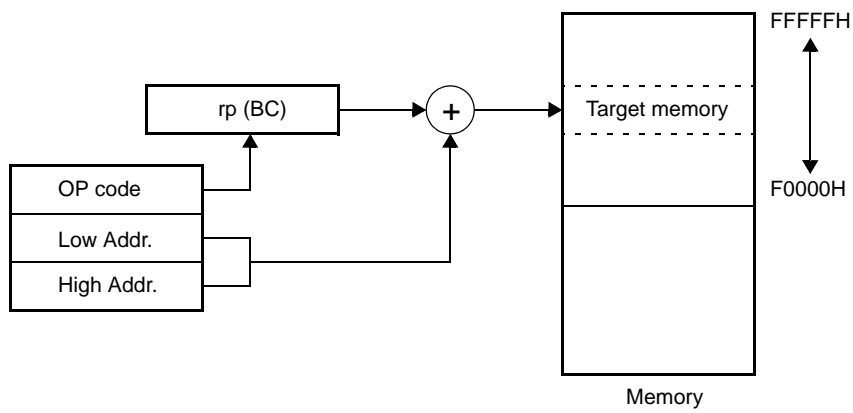 FFFFFH
rp (BC)
+
Target memory
OP code
F0000H
Low Addr.
High Addr.
Memory